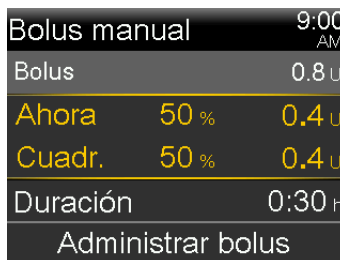 Bolus manual 9:00
AM
Bolus 0.8 U
Ahora 50 % 0.4 U
Cuadr. 50 % 0.4 U
Duración 0:30 h
Administrar bolus